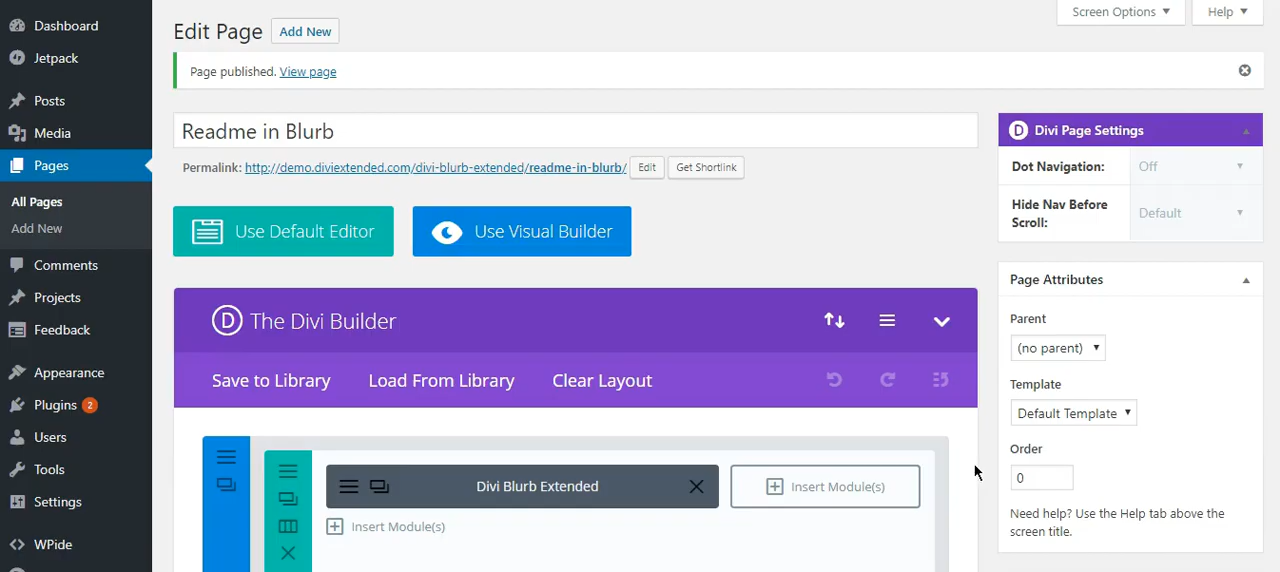 Dashboard
Jetpack
Posts
Media
Pages
All Pages
Add New
Comments
Projects
Feedback
Appearance
Plugins 2
Users
Tools
Settings
WPide
Screen Options Help
Edit Page Add New
Page published. View page
Readme in Blurb
Permalink: http://demo.diviextended.com/divi-blurb-extended/readme-in-blurb/ Edit Get Shortlink
Use Default Editor Use Visual Builder
D The Divi Builder
Save to Library Load From Library Clear Layout
Divi Blurb Extended Insert Module(s)
Insert Module(s)
D Divi Page Settings
Dot Navigation: Off
Hide Nav Before Default
Scroll:
Page Attributes
Parent
(no parent)
Template
Default Template
Order
0
Need help? Use the Help tab above the
screen title.